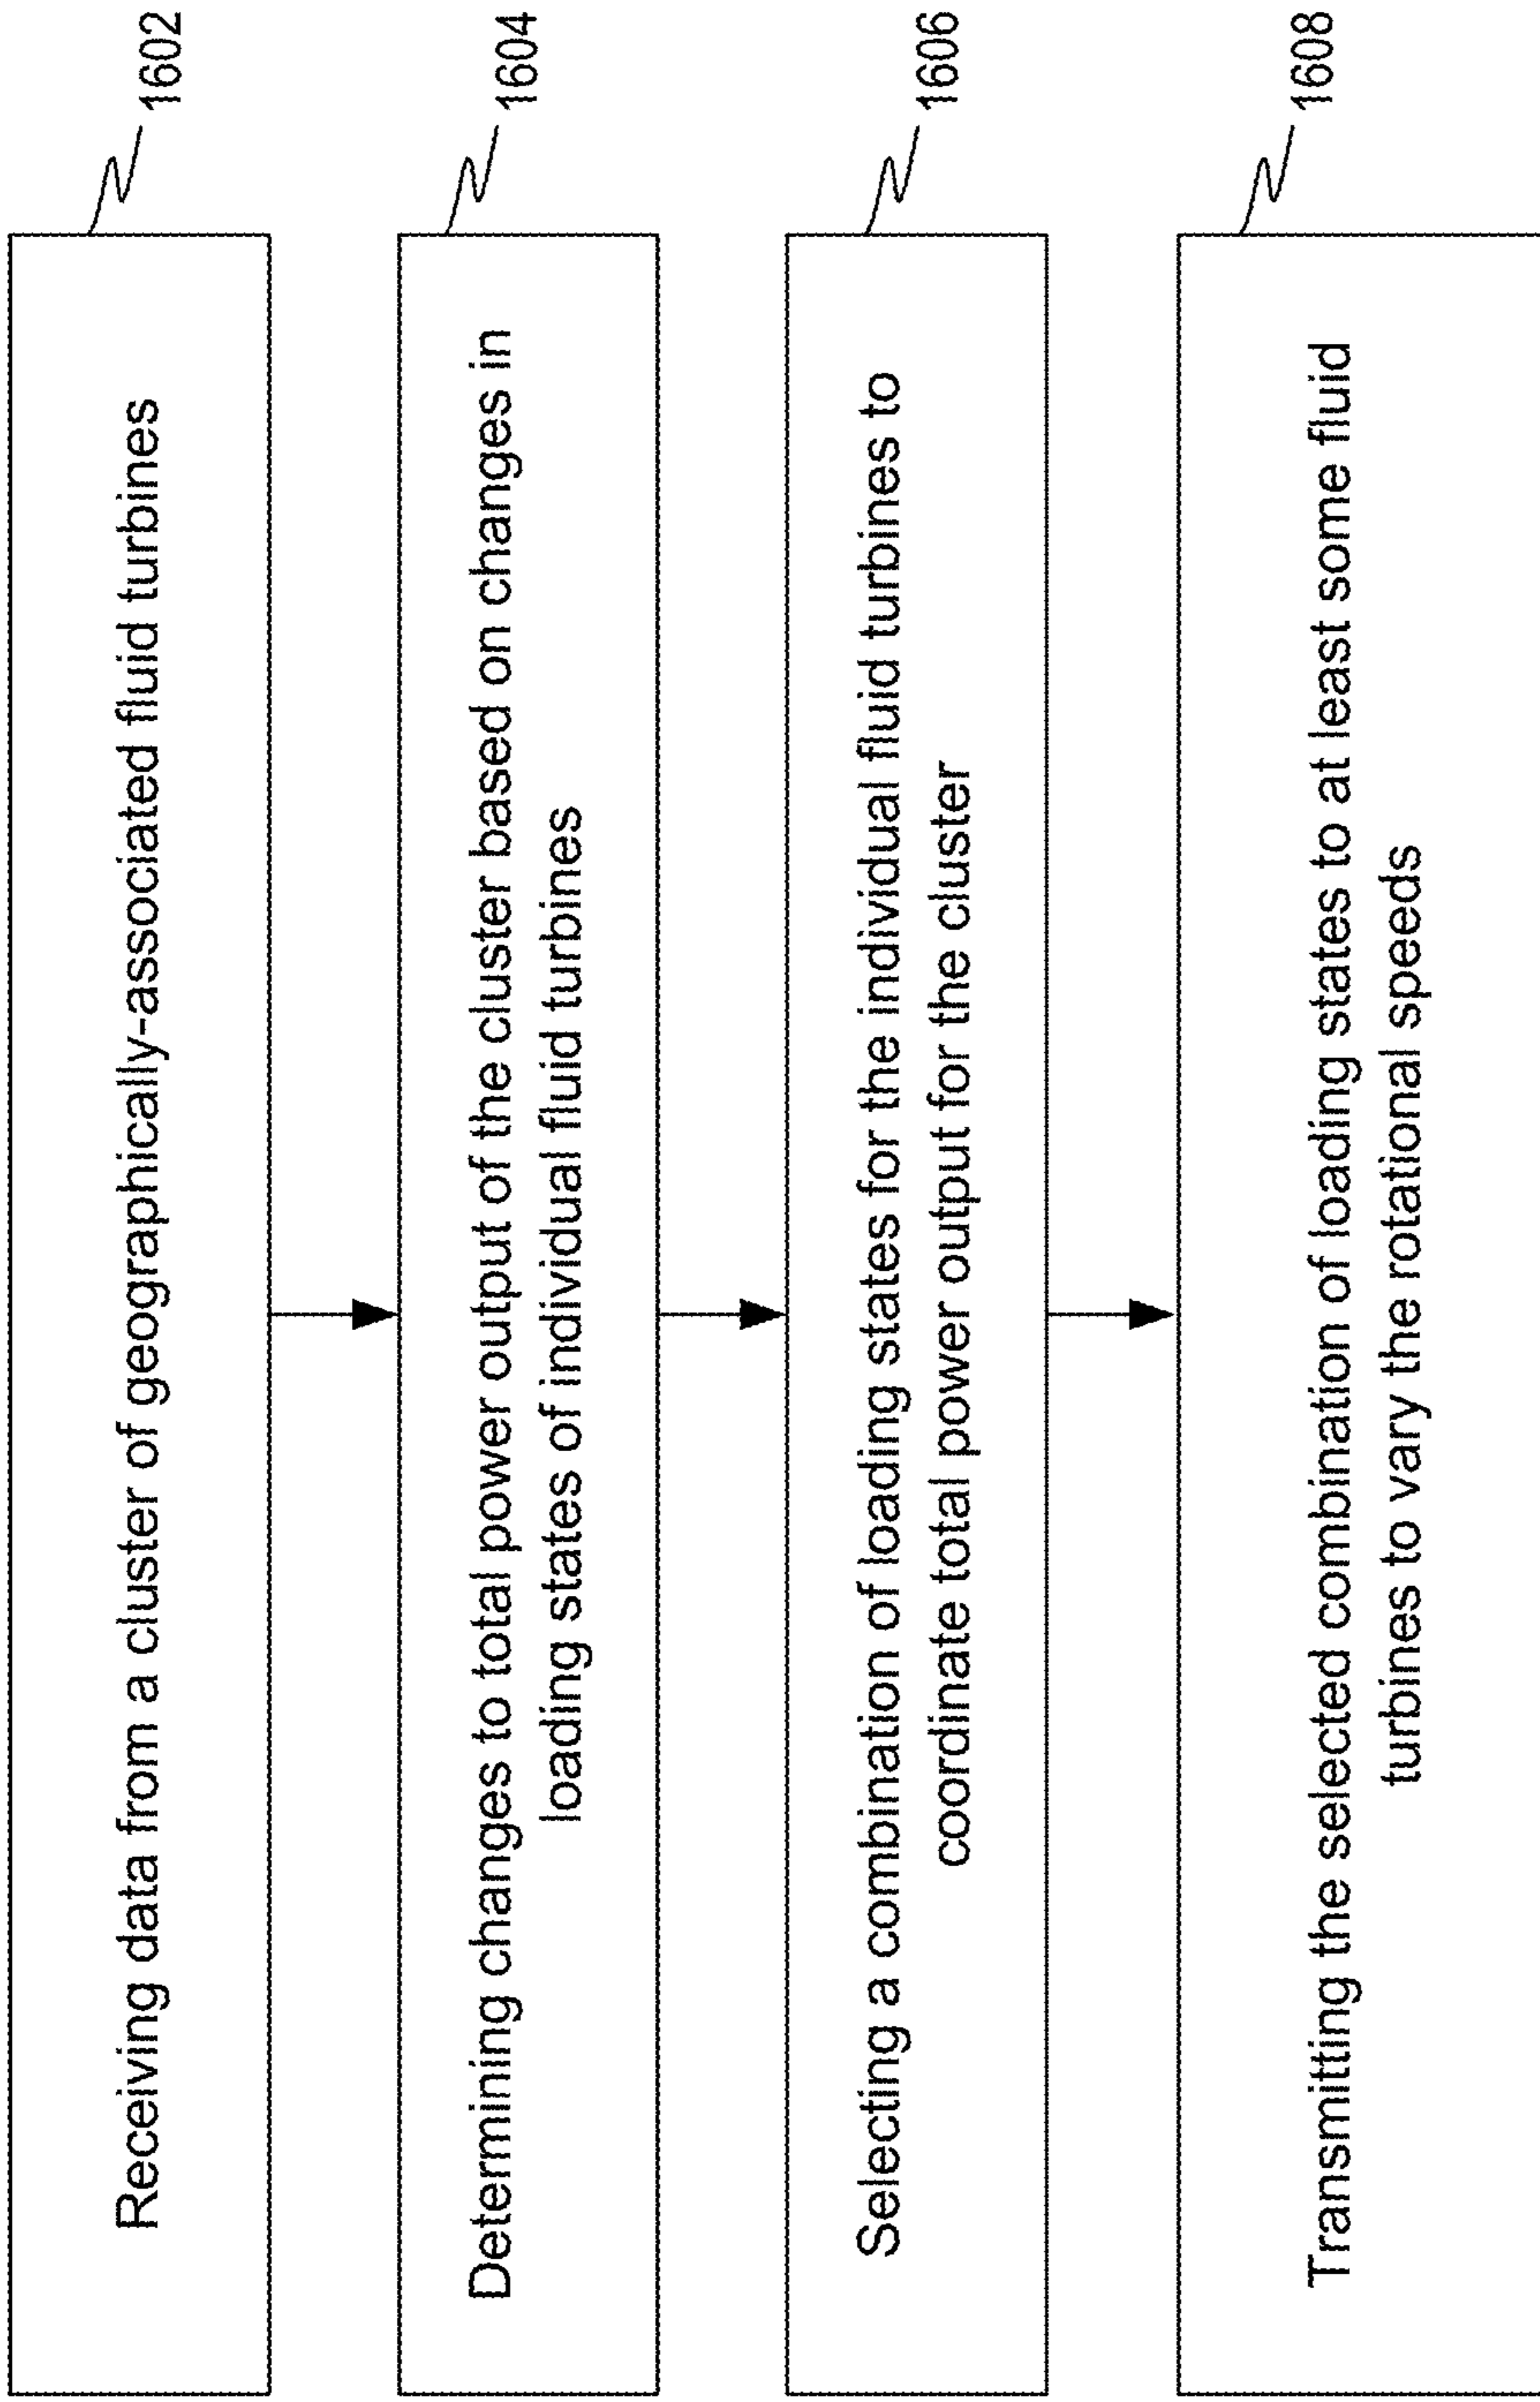 Receiving data from a cluster of geographically-associated fluid turbines
1602
Determining changes to total power output of the cluster based on changes in
loading states of individual fluid turbines
1604
Selecting a combination of loading states for the individual fluid turbines to
coordinate total power output for the cluster
1606
Transmitting the selected combination of loading states to at least some fluid
turbines to vary the rotational speeds
1608